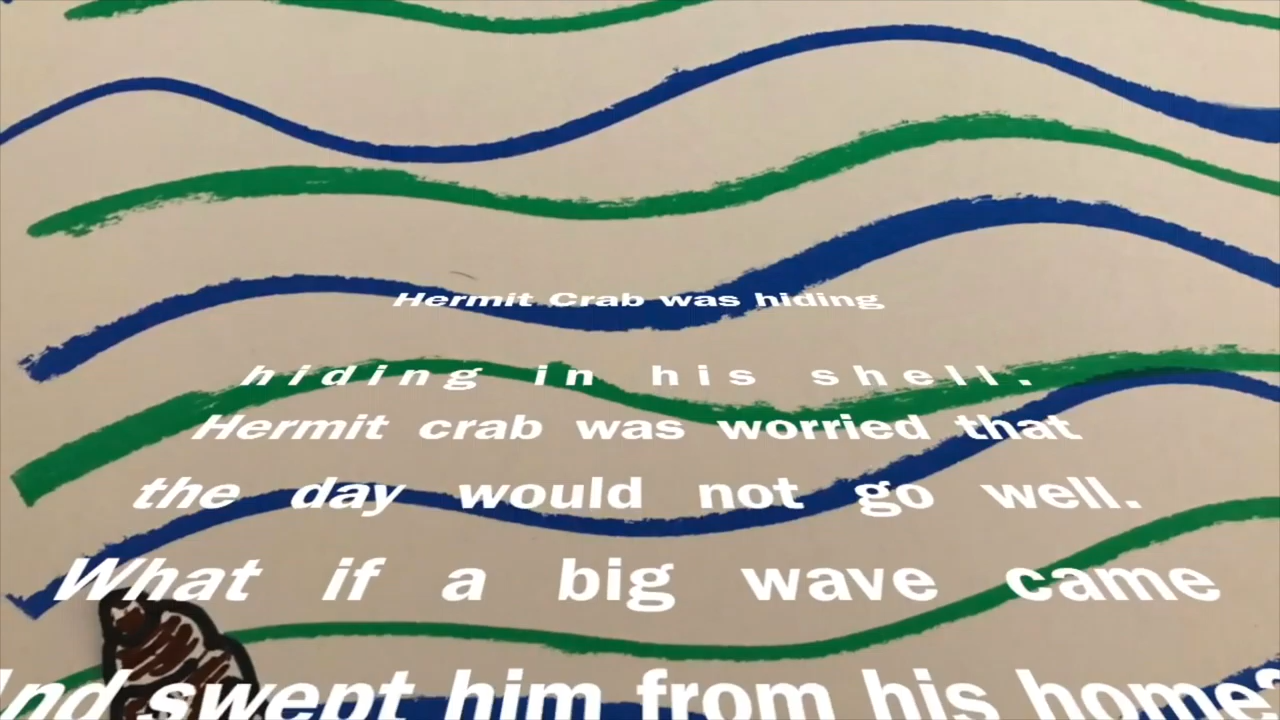 Hermit Crab was hiding
hiding in his shell.
Hermit crab was worried that
the day would not go well.
What if a big wave came
And swept him from his home?